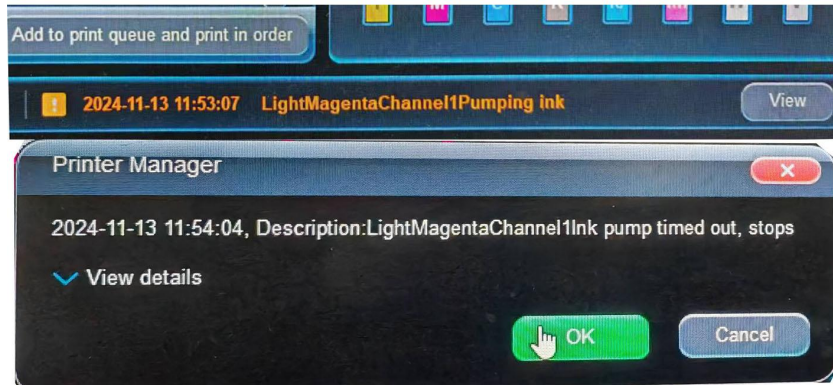 Add to print queue and print in order
2024-11-13 11:53:07 LightMagentaChannel1Pumping ink
View
Printer Manager
2024-11-13 11:54:04, Description:LightMagentaChannel1Ink pump timed out, stops
View details
OK
Cancel